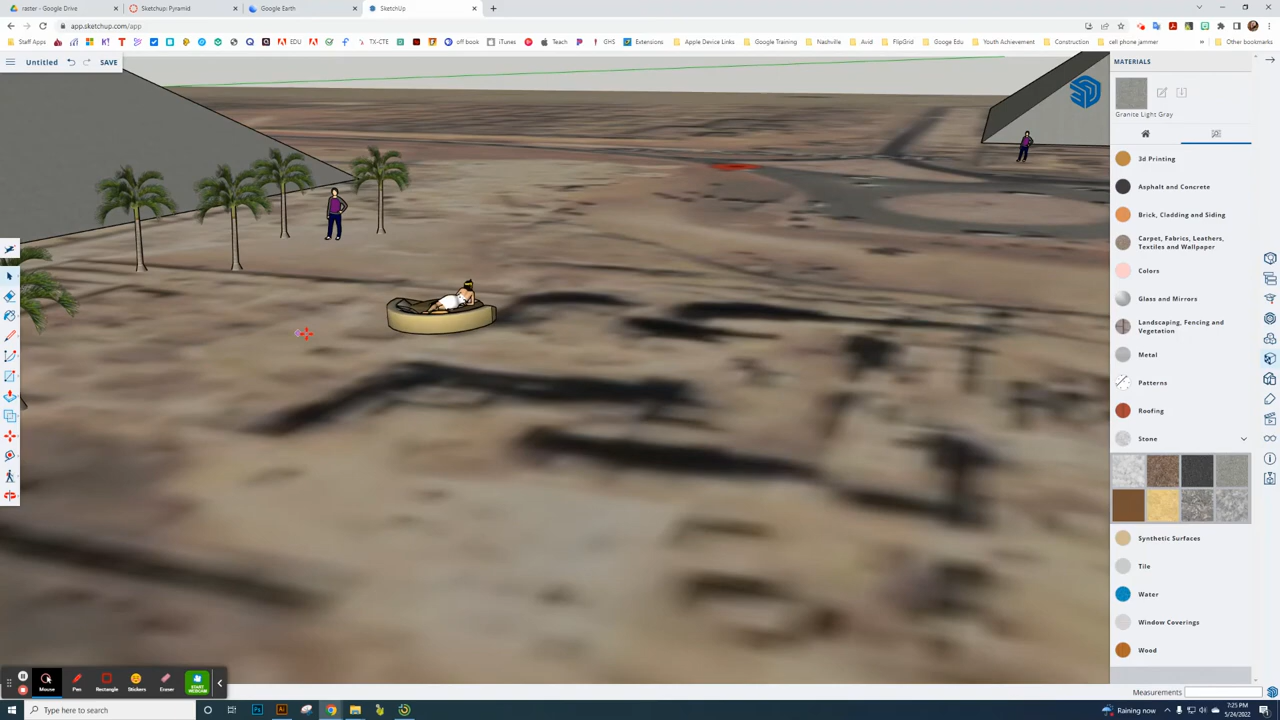 raster - Google Drive
Sketchup: Pyramid
Google Earth
SketchUp
app.sketchup.com/app
Staff Apps
EDU
TX-CT6
off book
iTunes
Teach
GHS
Extensions
Apple Device Links
Google Training
Nashville
Avid
FlipGrid
Googe Edu
Youth Achievement
Construction
cell phone jammer
Other bookmarks
Untitled
SAVE
MATERIALS
Granite Light Gray
3d Printing
Asphalt and Concrete
Brick, Cladding and Siding
Carpet, Fabrics, Leathers,
Textiles and Wallpaper
Colors
Glass and Mirrors
Landscaping, Fencing and
Vegetation
Metal
Patterns
Roofing
Stone
Synthetic Surfaces
Tile
Water
Window Coverings
Wood
Mouse
Pen
Rectangle
Stickers
Eraser
START
WEBCAM
Measurements
Type here to search
Raining now
7:25 PM
5/24/2022